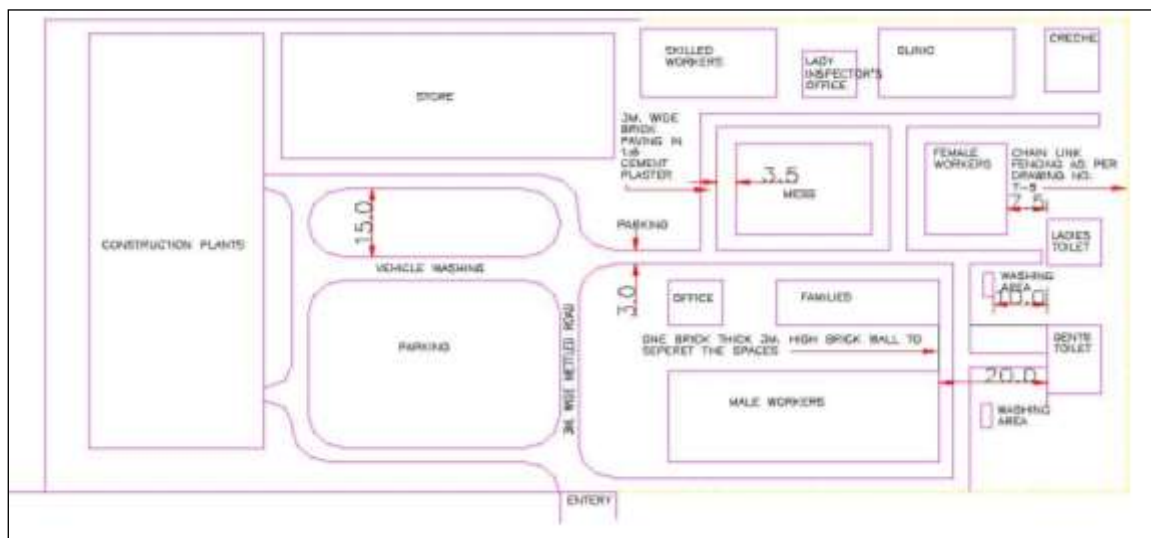 SKILLED
WORKERS
LADY
INSPECTOR'S
OFFICE
CLINIC
CRECHE
STORE
3M. WIDE
BRICK
PAVING IN
1:6
CEMENT
PLASTER
3.5
MESS
FEMALE
WORKERS
CHAIN LINK
FENCING AS PER
DRAWING NO.
T-5
7.5
15.0
PARKING
LADIES
TOILET
CONSTRUCTION PLANTS
VEHICLE WASHING
3.0
OFFICE
FAMILIES
WASHING
AREA
10.0
PARKING
3M. WIDE METTLED ROAD
ONE BRICK THICK 3M. HIGH BRICK WALL TO
SEPERET THE SPACES
GENTS
TOILET
20.0
MALE WORKERS
WASHING
AREA
ENTERY